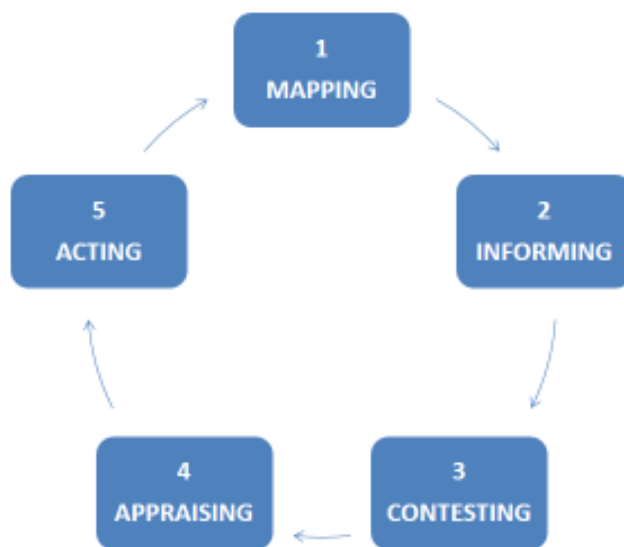 1
MAPPING
2
INFORMING
3
CONTESTING
4
APPRAISING
5
ACTING